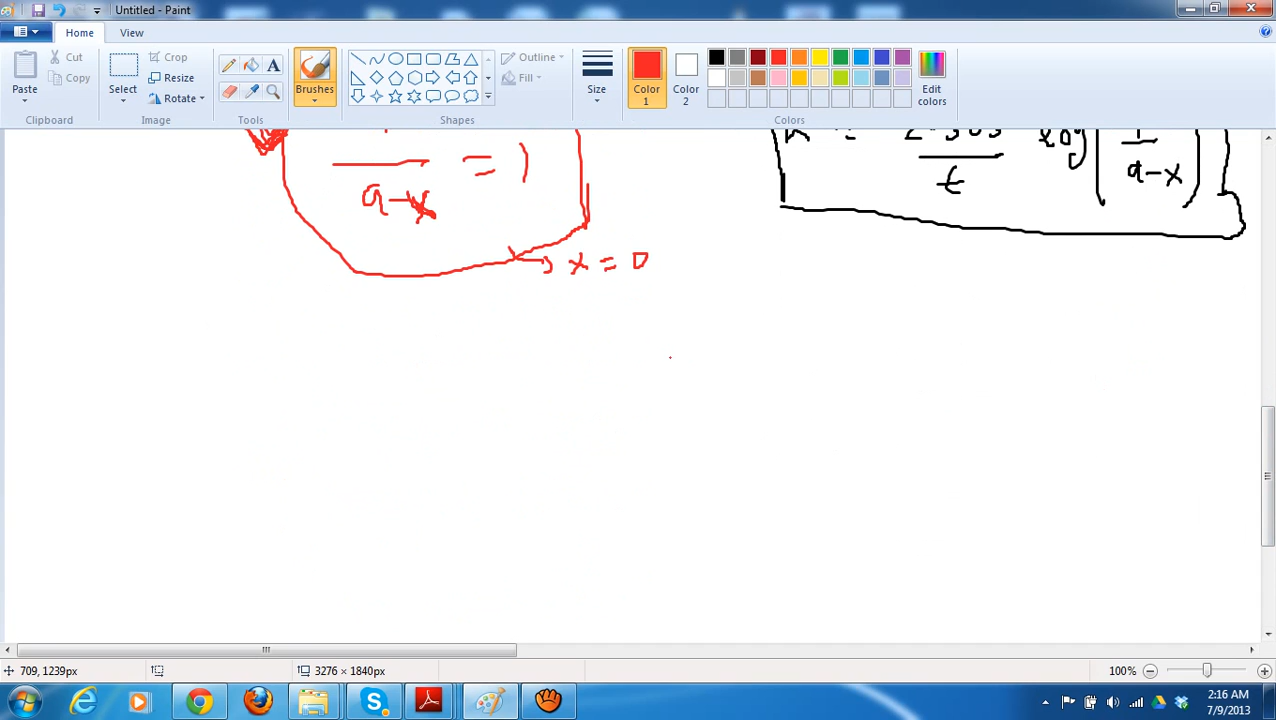 Untitled - Paint
Home View
Paste
Cut
Copy
Clipboard
Select
Crop
Resize
Rotate
Image
A
Tools
Brushes
Outline
Fill
Shapes
Size
Color 1
Color 2
Edit colors
Colors
a-x
= 1
x = 0
t
log
a-x
709, 1239px
3276 × 1840px
100%
2:16 AM
7/9/2013